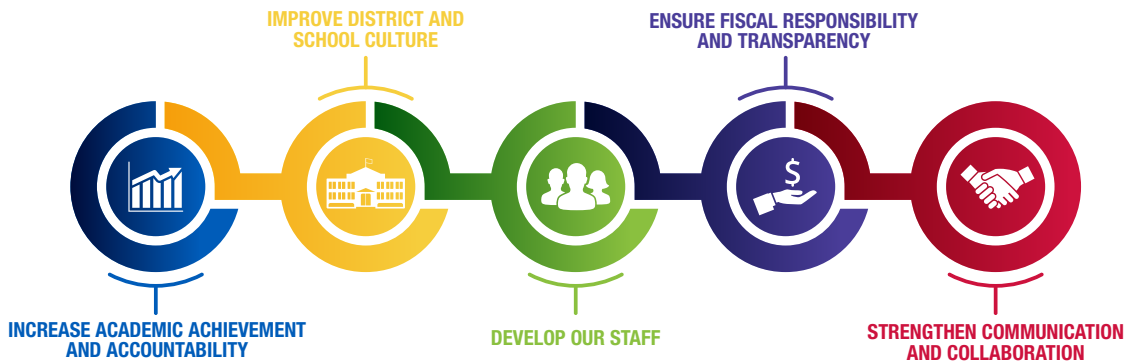 IMPROVE DISTRICT AND
SCHOOL CULTURE
ENSURE FISCAL RESPONSIBILITY
AND TRANSPARENCY
$
INCREASE ACADEMIC ACHIEVEMENT
AND ACCOUNTABILITY
DEVELOP OUR STAFF
STRENGTHEN COMMUNICATION
AND COLLABORATION